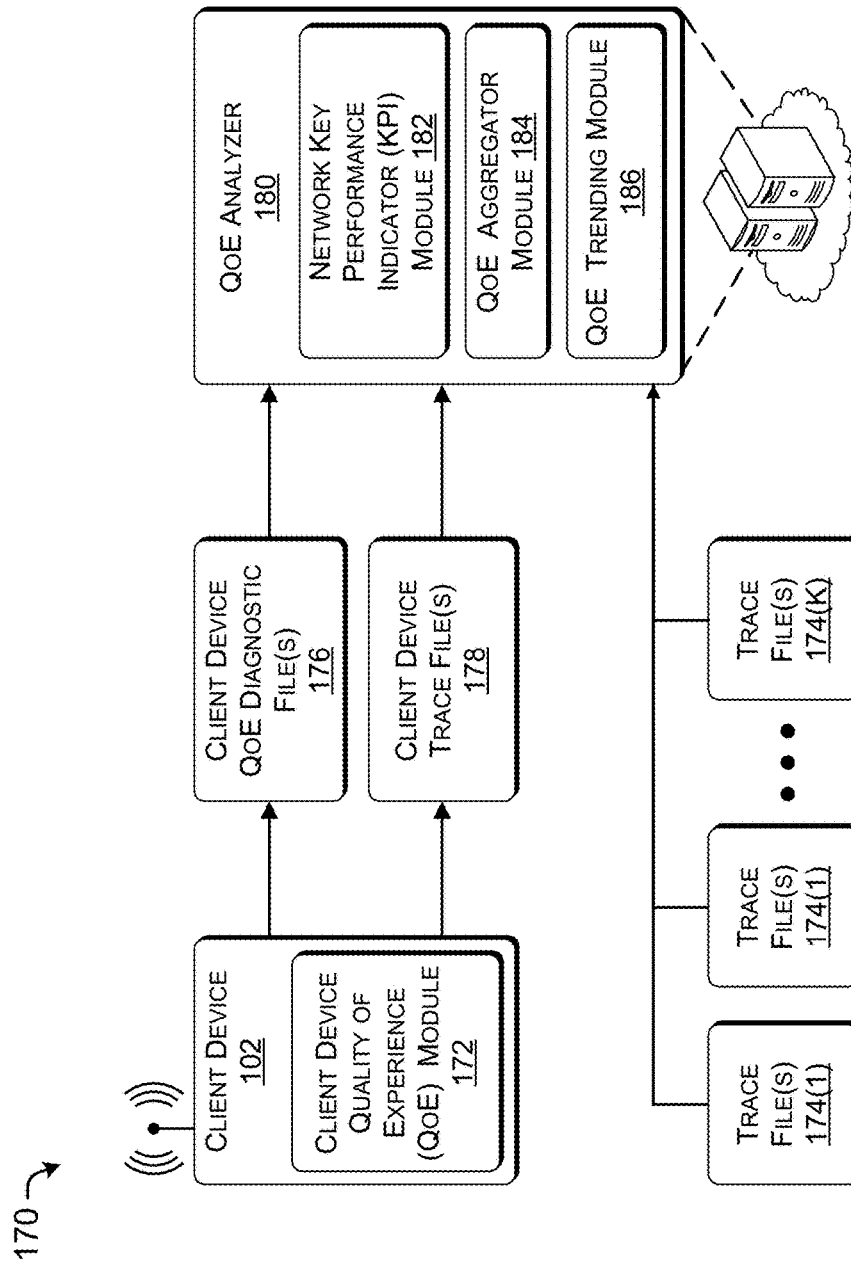 170
CLIENT DEVICE
102
CLIENT DEVICE
QUALITY OF
EXPERIENCE
(QOE) MODULE
172
CLIENT DEVICE
QOE DIAGNOSTIC
FILE(S)
176
CLIENT DEVICE
TRACE FILE(S)
178
QOE ANALYZER
180
NETWORK KEY
PERFORMANCE
INDICATOR (KPI)
MODULE 182
QOE AGGREGATOR
MODULE 184
QOE TRENDING MODULE
186
TRACE
FILE(S)
174(1)
TRACE
FILE(S)
174(1)
TRACE
FILE(S)
174(K)